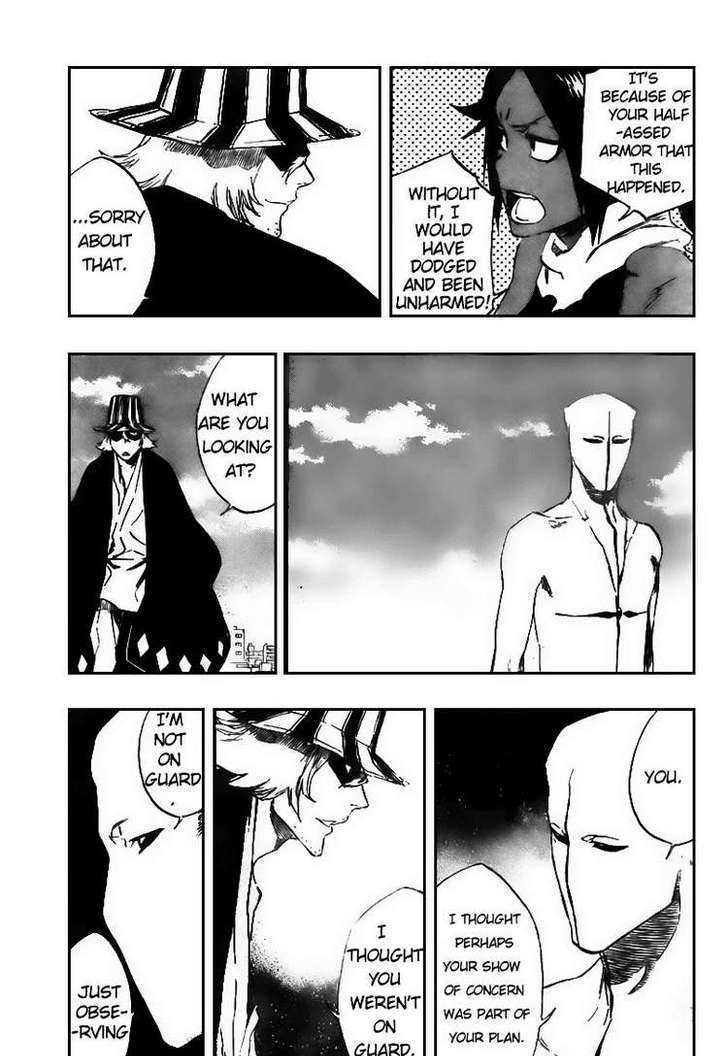 IT'S
BECAUSE OF
YOUR HALF
-ASSED
ARMOR THAT
THIS
HAPPENED.
WITHOUT
IT, I
WOULD
HAVE
DODGED
AND BEEN
UNHARMED!
...SORRY
ABOUT
THAT.
WHAT
ARE YOU
LOOKING
AT?
YOU.
I THOUGHT
PERHAPS
YOUR SHOW
OF CONCERN
WAS PART OF
YOUR PLAN.
I
THOUGHT
YOU
WEREN'T
ON
GUARD.
I'M
NOT
ON
GUARD
JUST
OBSE-
-RVING